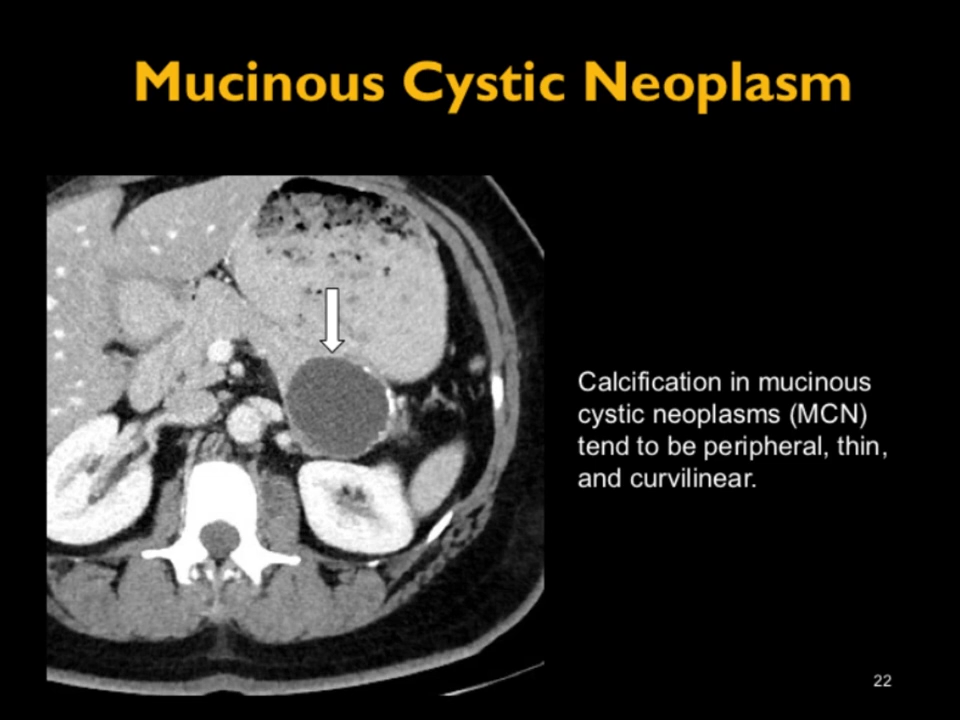 Mucinous Cystic Neoplasm
Calcification in mucinous
cystic neoplasms (MCN)
tend to be peripheral, thin,
and curvilinear.
22